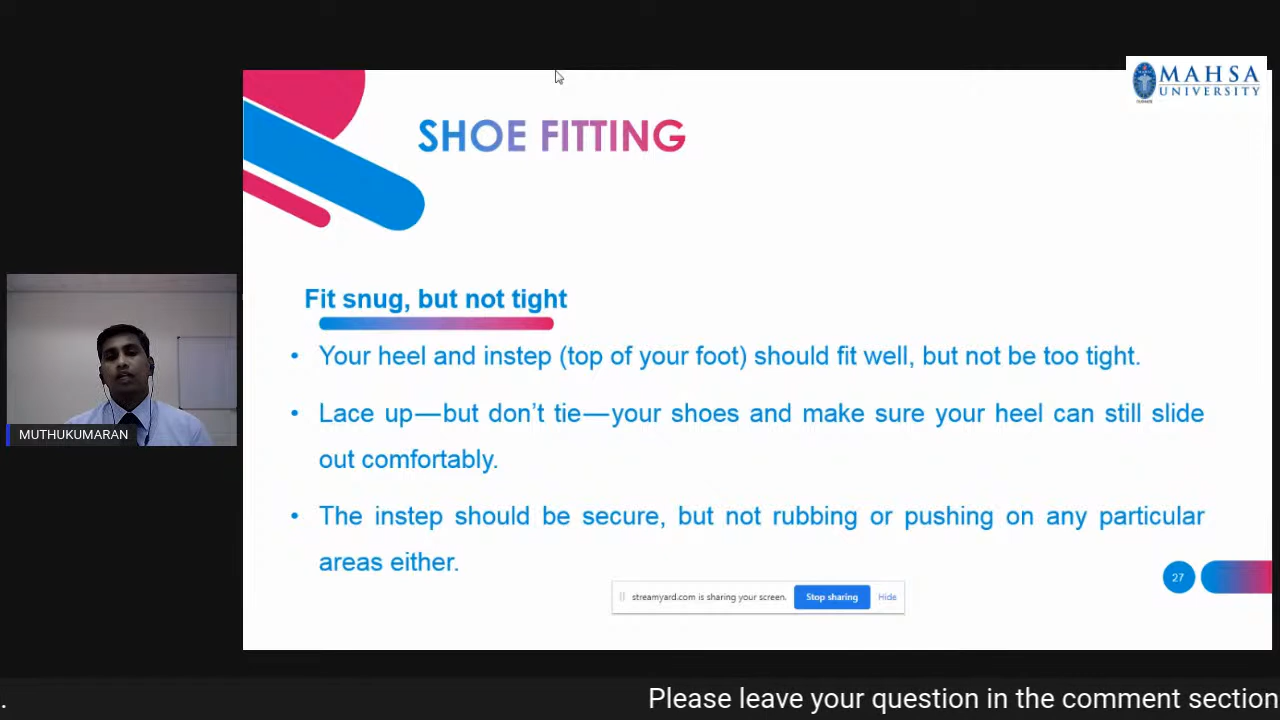 MAHSA
UNIVERSITY
SHOE FITTING
Fit snug, but not tight
• Your heel and instep (top of your foot) should fit well, but not be too tight.
• Lace up—but don't tie—your shoes and make sure your heel can still slide
out comfortably.
• The instep should be secure, but not rubbing or pushing on any particular
areas either.
MUTHUKUMARAN
27
streamyard.com is sharing your screen.
Stop sharing
Hide
. Please leave your question in the comment section